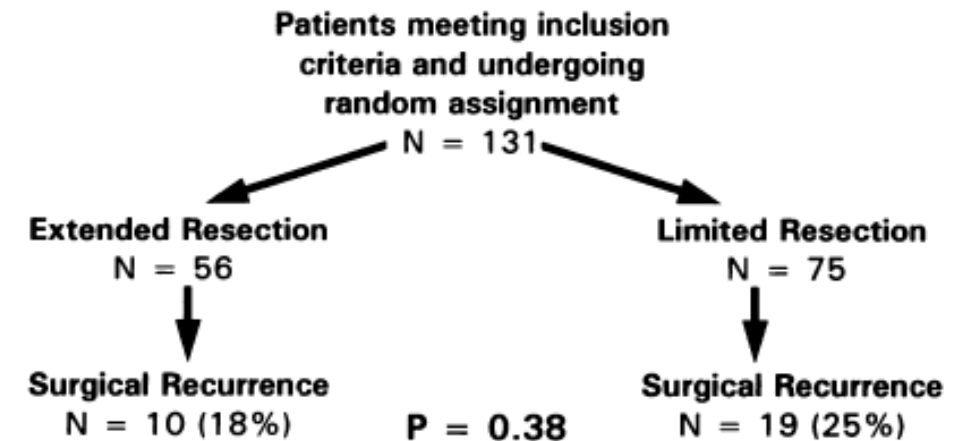 Patients meeting inclusion
criteria and undergoing
random assignment
N = 131
Extended Resection
N = 56
Limited Resection
N = 75
Surgical Recurrence
N = 10 (18%)
P = 0.38
Surgical Recurrence
N = 19 (25%)